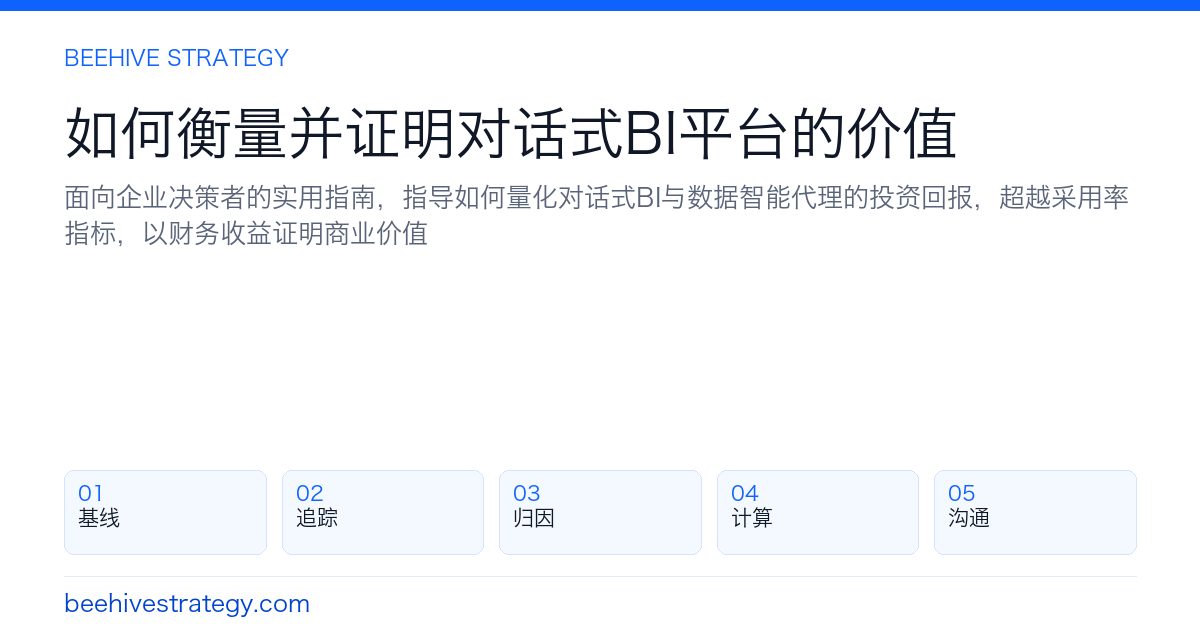 BEEHIVE STRATEGY
如何衡量并证明对话式BI平台的价值
面向企业决策者的实用指南，指导如何量化对话式BI与数据智能代理的投资回报，超越采用率
指标，以财务收益证明商业价值
01
基线
02
追踪
03
归因
04
计算
05
沟通
beehivestrategy.com